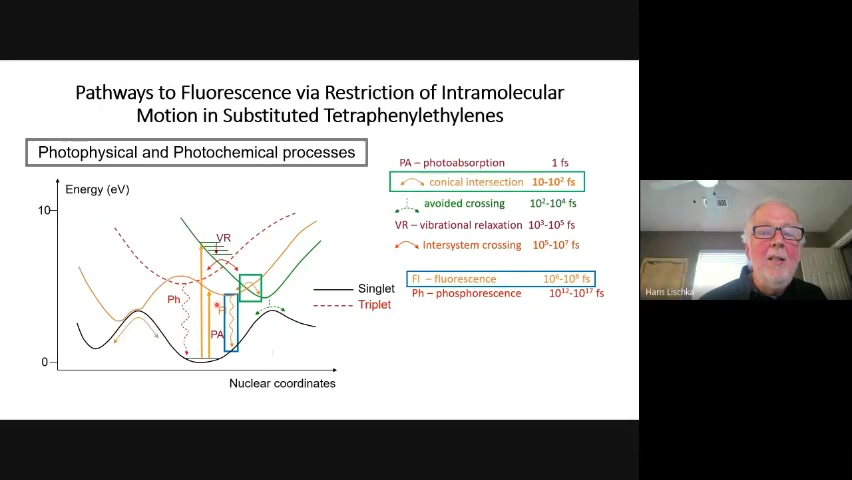 Pathways to Fluorescence via Restriction of Intramolecular
Motion in Substituted Tetraphenylethylenes
Photophysical and Photochemical processes
PA – photoabsorption 1 fs
conical intersection 10-10² fs
avoided crossing 10²-10⁴ fs
VR – vibrational relaxation 10³-10⁵ fs
Intersystem crossing 10⁵-10⁷ fs
Fl – fluorescence 10⁶-10⁸ fs
Ph – phosphorescence 10¹²-10¹⁷ fs
Energy (eV)
10
VR
Ph
Fl
PA
0
Singlet
Triplet
Nuclear coordinates
Hans Lischka